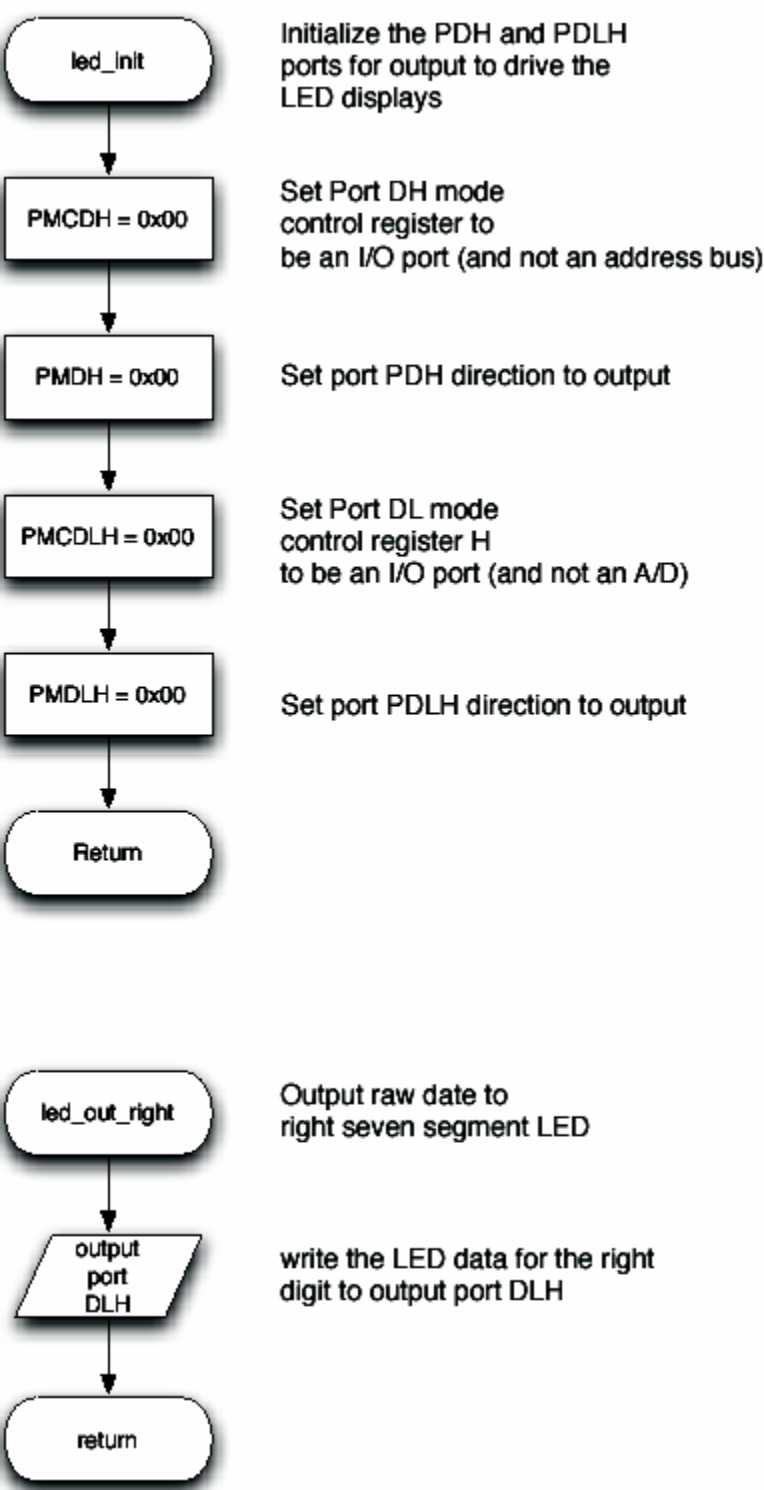 led_init
Initialize the PDH and PDLH
ports for output to drive the
LED displays
PMCDH = 0x00
Set Port DH mode
control register to
be an I/O port (and not an address bus)
PMDH = 0x00
Set port PDH direction to output
PMCDLH = 0x00
Set Port DL mode
control register H
to be an I/O port (and not an A/D)
PMDLH = 0x00
Set port PDLH direction to output
Return
led_out_right
Output raw date to
right seven segment LED
output
port
DLH
write the LED data for the right
digit to output port DLH
return